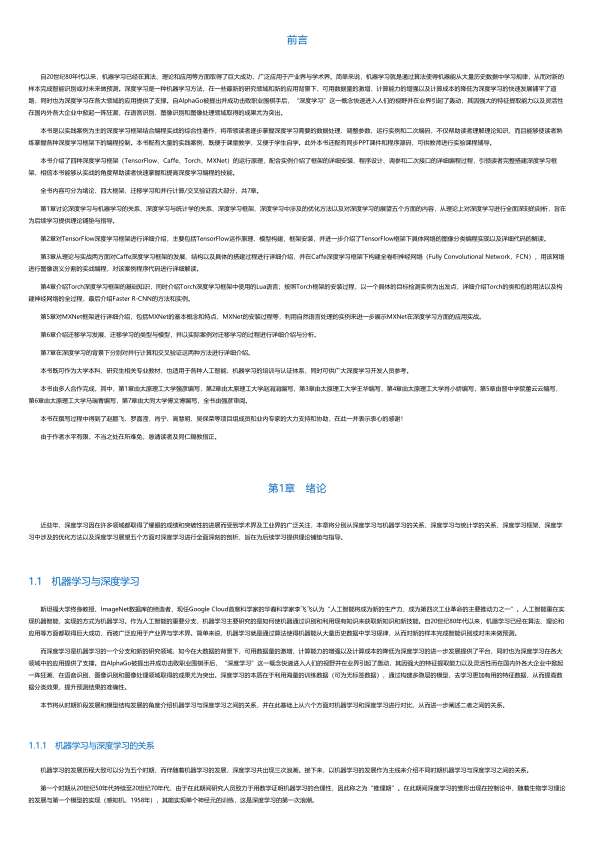 前言
自20世纪80年代以来，机器学习已经在算法、理论和应用等方面取得了巨大成功，广泛应用于产业界与学术界。简单来说，机器学习就是通过算法使得机器能从大量历史数据中学习规律，从而对新的
样本完成智能识别或对未来做预测。深度学习是一种机器学习方法，在一些最新的研究领域和新的应用背景下，可用数据量的激增、计算能力的增强以及计算成本的降低为深度学习的快速发展铺平了道
路，同时也为深度学习在各大领域的应用提供了支撑。自AlphaGo被提出并成功击败职业围棋手后，“深度学习”这一概念快速进入人们的视野并在业界引起了轰动，其因强大的特征提取能力以及灵活性
在国内外各大企业中掀起一阵狂潮，在语音识别、图像识别和图像处理领域取得的成果尤为突出。
本书是以实践案例为主的深度学习框架结合编程实战的综合性著作，将带领读者逐步掌握深度学习需要的数据处理、调整参数、运行实例和二次编码，不仅帮助读者理解理论知识，而且能够使读者熟
练掌握各种深度学习框架下的编程控制。本书配有大量的实践案例，既便于课堂教学，又便于学生自学。此外本书还配有同步PPT课件和程序源码，可供教师进行实验课程辅导。
本书介绍了四种深度学习框架（TensorFlow、Caffe、Torch、MXNet）的运行原理，配合实例介绍了框架的详细安装、程序设计、调参和二次接口的详细编程过程，引领读者完整搭建深度学习框
架，相信本书能够从实战的角度帮助读者快速掌握和提高深度学习编程的技能。
全书内容可分为绪论、四大框架、迁移学习和并行计算/交叉验证四大部分，共7章。
第1章讨论深度学习与机器学习的关系、深度学习与统计学的关系、深度学习框架、深度学习中涉及的优化方法以及对深度学习的展望五个方面的内容，从理论上对深度学习进行全面深刻的剖析，旨在
为后续学习提供理论铺垫与指导。
第2章对TensorFlow深度学习框架进行详细介绍，主要包括TensorFlow运作原理、模型构建、框架安装，并进一步介绍了TensorFlow框架下具体网络的图像分类编程实现以及详细代码的解读。
第3章从理论与实战两方面对Caffe深度学习框架的发展、结构以及具体的搭建过程进行详细介绍，并在Caffe深度学习框架下构建全卷积神经网络（Fully Convolutional Network，FCN），用该网络
进行图像语义分割的实战编程，对该案例程序代码进行详细解读。
第4章介绍Torch深度学习框架的基础知识，同时介绍Torch深度学习框架中使用的Lua语言；按照Torch框架的安装过程，以一个具体的目标检测实例为出发点，详细介绍Torch的类和包的用法以及构
建神经网络的全过程，最后介绍Faster R-CNN的方法和实例。
第5章对MXNet框架进行详细介绍，包括MXNet的基本概念和特点、MXNet的安装过程等，利用自然语言处理的实例来进一步展示MXNet在深度学习方面的应用实战。
第6章介绍迁移学习发展、迁移学习的类型与模型，并以实际案例对迁移学习的过程进行详细介绍与分析。
第7章在深度学习的背景下分别对并行计算和交叉验证这两种方法进行详细介绍。
本书既可作为大学本科、研究生相关专业教材，也适用于各种人工智能、机器学习的培训与认证体系，同时可供广大深度学习开发人员参考。
本书由多人合作完成，其中，第1章由太原理工大学强彦编写，第2章由太原理工大学赵涓涓编写，第3章由太原理工大学王华编写，第4章由太原理工大学肖小娇编写，第5章由晋中学院董云云编写，
第6章由太原理工大学马瑞青编写，第7章由大同大学傅文博编写，全书由强彦审阅。
本书在撰写过程中得到了赵鹏飞、罗嘉滢、肖宁、高慧明、吴保荣等项目组成员和业内专家的大力支持和协助，在此一并表示衷心的感谢！
由于作者水平有限，不当之处在所难免，恳请读者及同仁赐教指正。
第1章　绪论
近些年，深度学习因在许多领域都取得了耀眼的成绩和突破性的进展而受到学术界及工业界的广泛关注，本章将分别从深度学习与机器学习的关系、深度学习与统计学的关系、深度学习框架、深度学
习中涉及的优化方法以及深度学习展望五个方面对深度学习进行全面深刻的剖析，旨在为后续学习提供理论铺垫与指导。
1.1　机器学习与深度学习
斯坦福大学终身教授、ImageNet数据库的缔造者、现任Google Cloud首席科学家的华裔科学家李飞飞认为“人工智能将成为新的生产力，成为第四次工业革命的主要推动力之一”。人工智能重在实
现机器智能，实现的方式为机器学习。作为人工智能的重要分支，机器学习主要研究的是如何使机器通过识别和利用现有知识来获取新知识和新技能。自20世纪80年代以来，机器学习已经在算法、理论和
应用等方面都取得巨大成功，而被广泛应用于产业界与学术界。简单来说，机器学习就是通过算法使得机器能从大量历史数据中学习规律，从而对新的样本完成智能识别或对未来做预测。
而深度学习是机器学习的一个分支和新的研究领域，如今在大数据的背景下，可用数据量的激增、计算能力的增强以及计算成本的降低为深度学习的进一步发展提供了平台，同时也为深度学习在各大
领域中的应用提供了支撑。自AlphaGo被提出并成功击败职业围棋手后，“深度学习”这一概念快速进入人们的视野并在业界引起了轰动，其因强大的特征提取能力以及灵活性而在国内外各大企业中掀起
一阵狂潮，在语音识别、图像识别和图像处理领域取得的成果尤为突出。深度学习的本质在于利用海量的训练数据（可为无标签数据），通过构建多隐层的模型，去学习更加有用的特征数据，从而提高数
据分类效果，提升预测结果的准确性。
本节将从时期阶段发展和模型结构发展的角度介绍机器学习与深度学习之间的关系，并在此基础上从六个方面对机器学习和深度学习进行对比，从而进一步阐述二者之间的关系。
1.1.1　机器学习与深度学习的关系
机器学习的发展历程大致可以分为五个时期，而伴随着机器学习的发展，深度学习共出现三次浪潮。接下来，以机器学习的发展作为主线来介绍不同时期机器学习与深度学习之间的关系。
第一个时期从20世纪50年代持续至20世纪70年代，由于在此期间研究人员致力于用数学证明机器学习的合理性，因此称之为“推理期”。在此期间深度学习的雏形出现在控制论中，随着生物学习理论
的发展与第一个模型的实现（感知机，1958年），其能实现单个神经元的训练，这是深度学习的第一次浪潮。